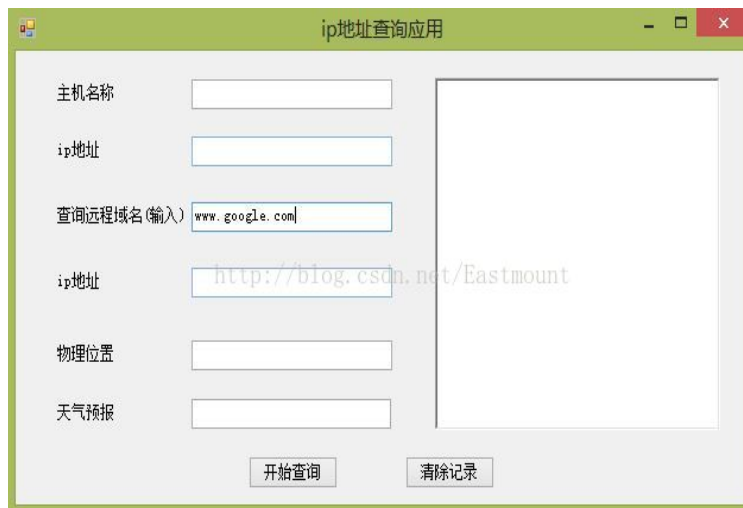 ip地址查询应用
主机名称
ip地址
查询远程域名(输入) www.google.com
ip地址
http://blog.csdn.net/Eastmount
物理位置
天气预报
开始查询 清除记录